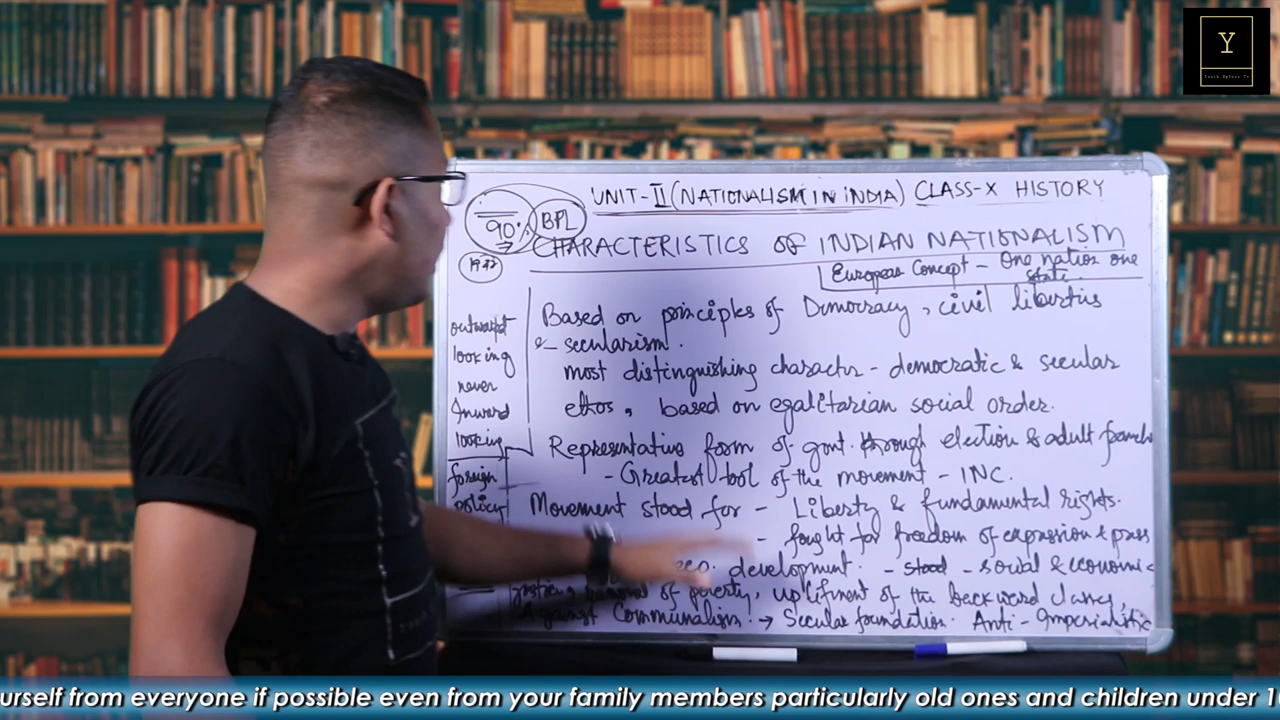 Y
UNIT-II (NATIONALISM IN INDIA) CLASS-X HISTORY
90% BPL
CHARACTERISTICS OF INDIAN NATIONALISM
European Concept - One nation one
state.
Based on principles of Democracy, civil liberties
& secularism.
most distinguishing character - democratic & secular
ethos, based on egalitarian social order.
Representative form of govt. through election & adult
- Greatest tool of the movement - INC.
Movement stood for - Liberty & fundamental rights.
- fought for freedom of expression & press
eco. development. - stood - social & economic
removal of poverty, upliftment of the backward classes,
Against Communalism. → Secular foundation. Anti-Imperialistic
outward
looking
never
Inward
looking
foreign
policy
urself from everyone if possible even from your family members particularly old ones and children under 1